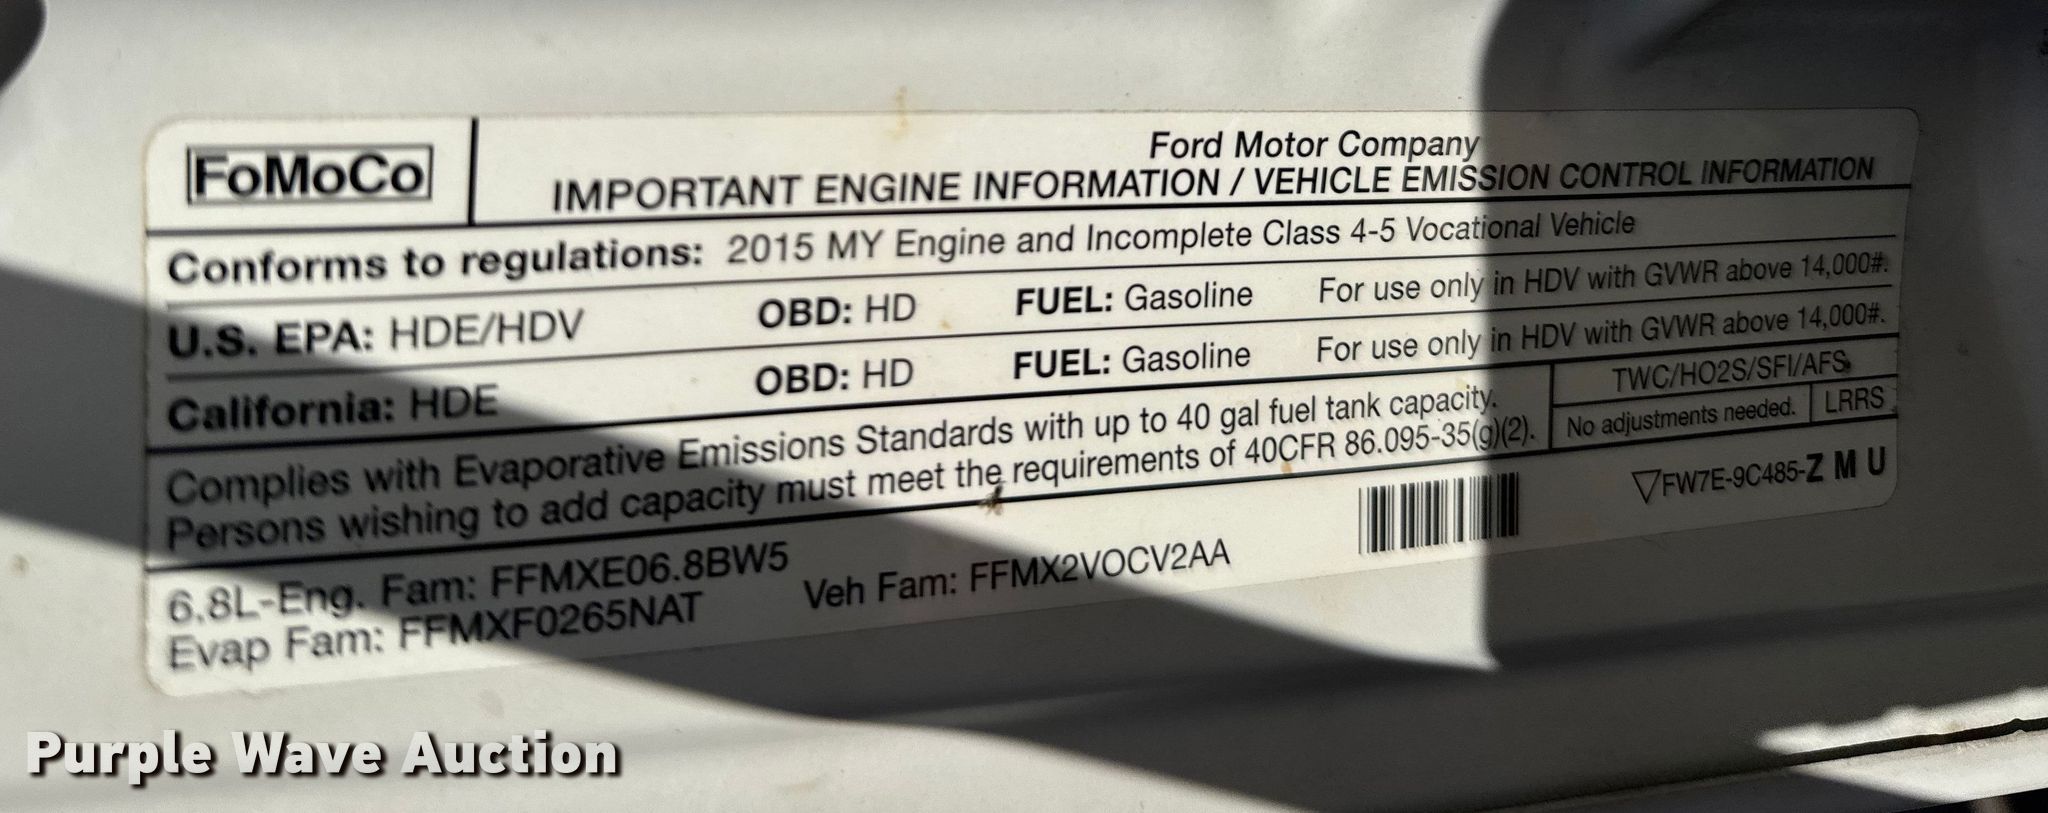 FoMoCo
Ford Motor Company
IMPORTANT ENGINE INFORMATION / VEHICLE EMISSION CONTROL INFORMATION
Conforms to regulations: 2015 MY Engine and Incomplete Class 4-5 Vocational Vehicle
U.S. EPA: HDE/HDV OBD: HD FUEL: Gasoline For use only in HDV with GVWR above 14,000#.
California: HDE OBD: HD FUEL: Gasoline For use only in HDV with GVWR above 14,000#.
Complies with Evaporative Emissions Standards with up to 40 gal fuel tank capacity.
Persons wishing to add capacity must meet the requirements of 40CFR 86.095-35(g)(2).
TWC/HO2S/SFI/AFS
No adjustments needed. LRRS
6.8L-Eng. Fam: FFMXE06.8BW5
Evap Fam: FFMXF0265NAT
Veh Fam: FFMX2VOCV2AA
▽FW7E-9C485-Z M U
Purple Wave Auction